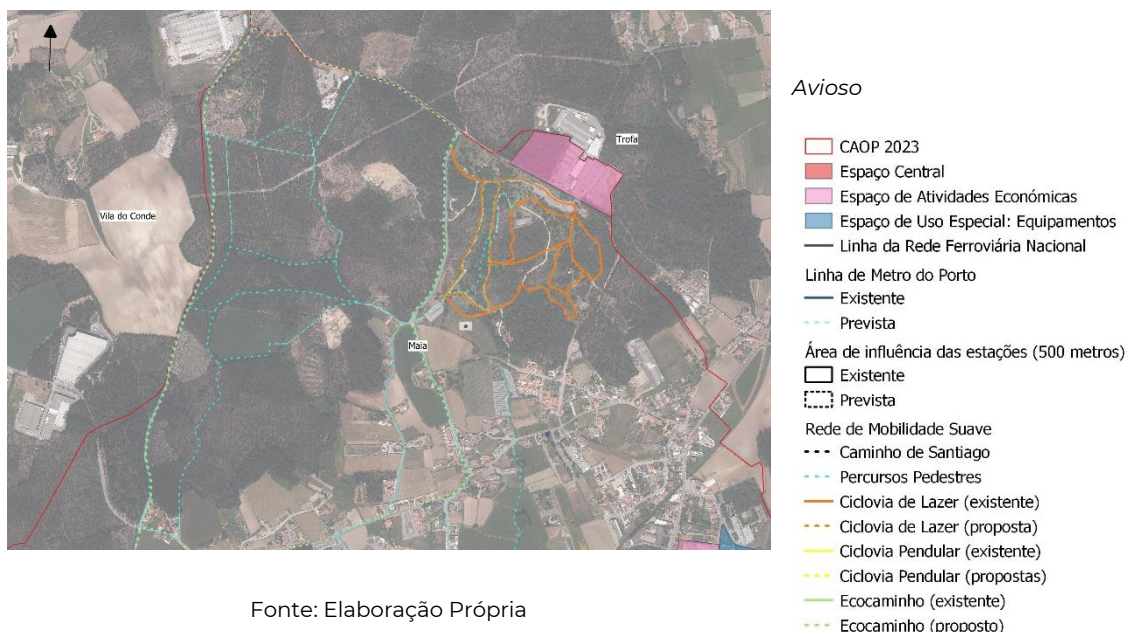 Trofa
Vila do Conde
Maia
Fonte: Elaboração Própria
Avioso
CAOP 2023
Espaço Central
Espaço de Atividades Económicas
Espaço de Uso Especial: Equipamentos
Linha da Rede Ferroviária Nacional
Linha de Metro do Porto
Existente
Prevista
Área de influência das estações (500 metros)
Existente
Prevista
Rede de Mobilidade Suave
Caminho de Santiago
Percursos Pedestres
Ciclovia de Lazer (existente)
Ciclovia de Lazer (proposta)
Ciclovia Pendular (existente)
Ciclovia Pendular (propostas)
Ecocaminho (existente)
Ecocaminho (proposto)